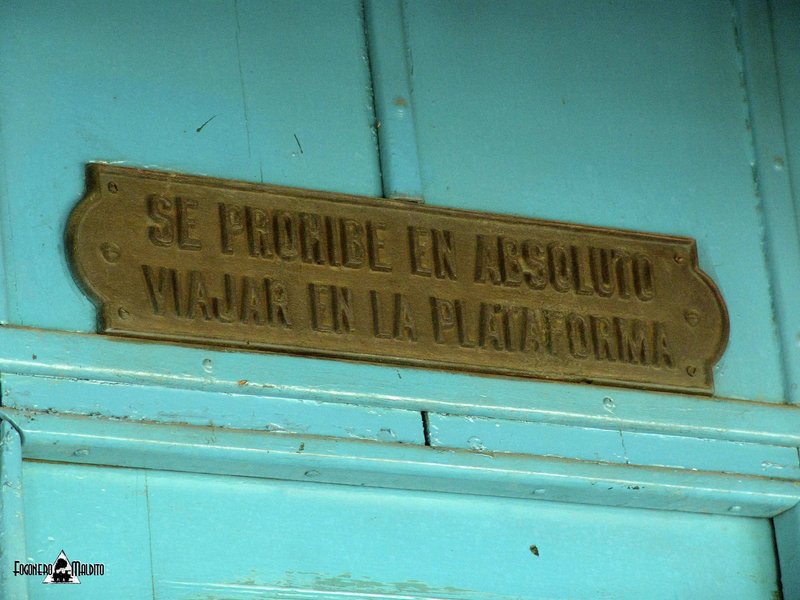 SE PROHIBE EN ABSOLUTO
VIAJAR EN LA PLATAFORMA
FOGONERO MALDITO